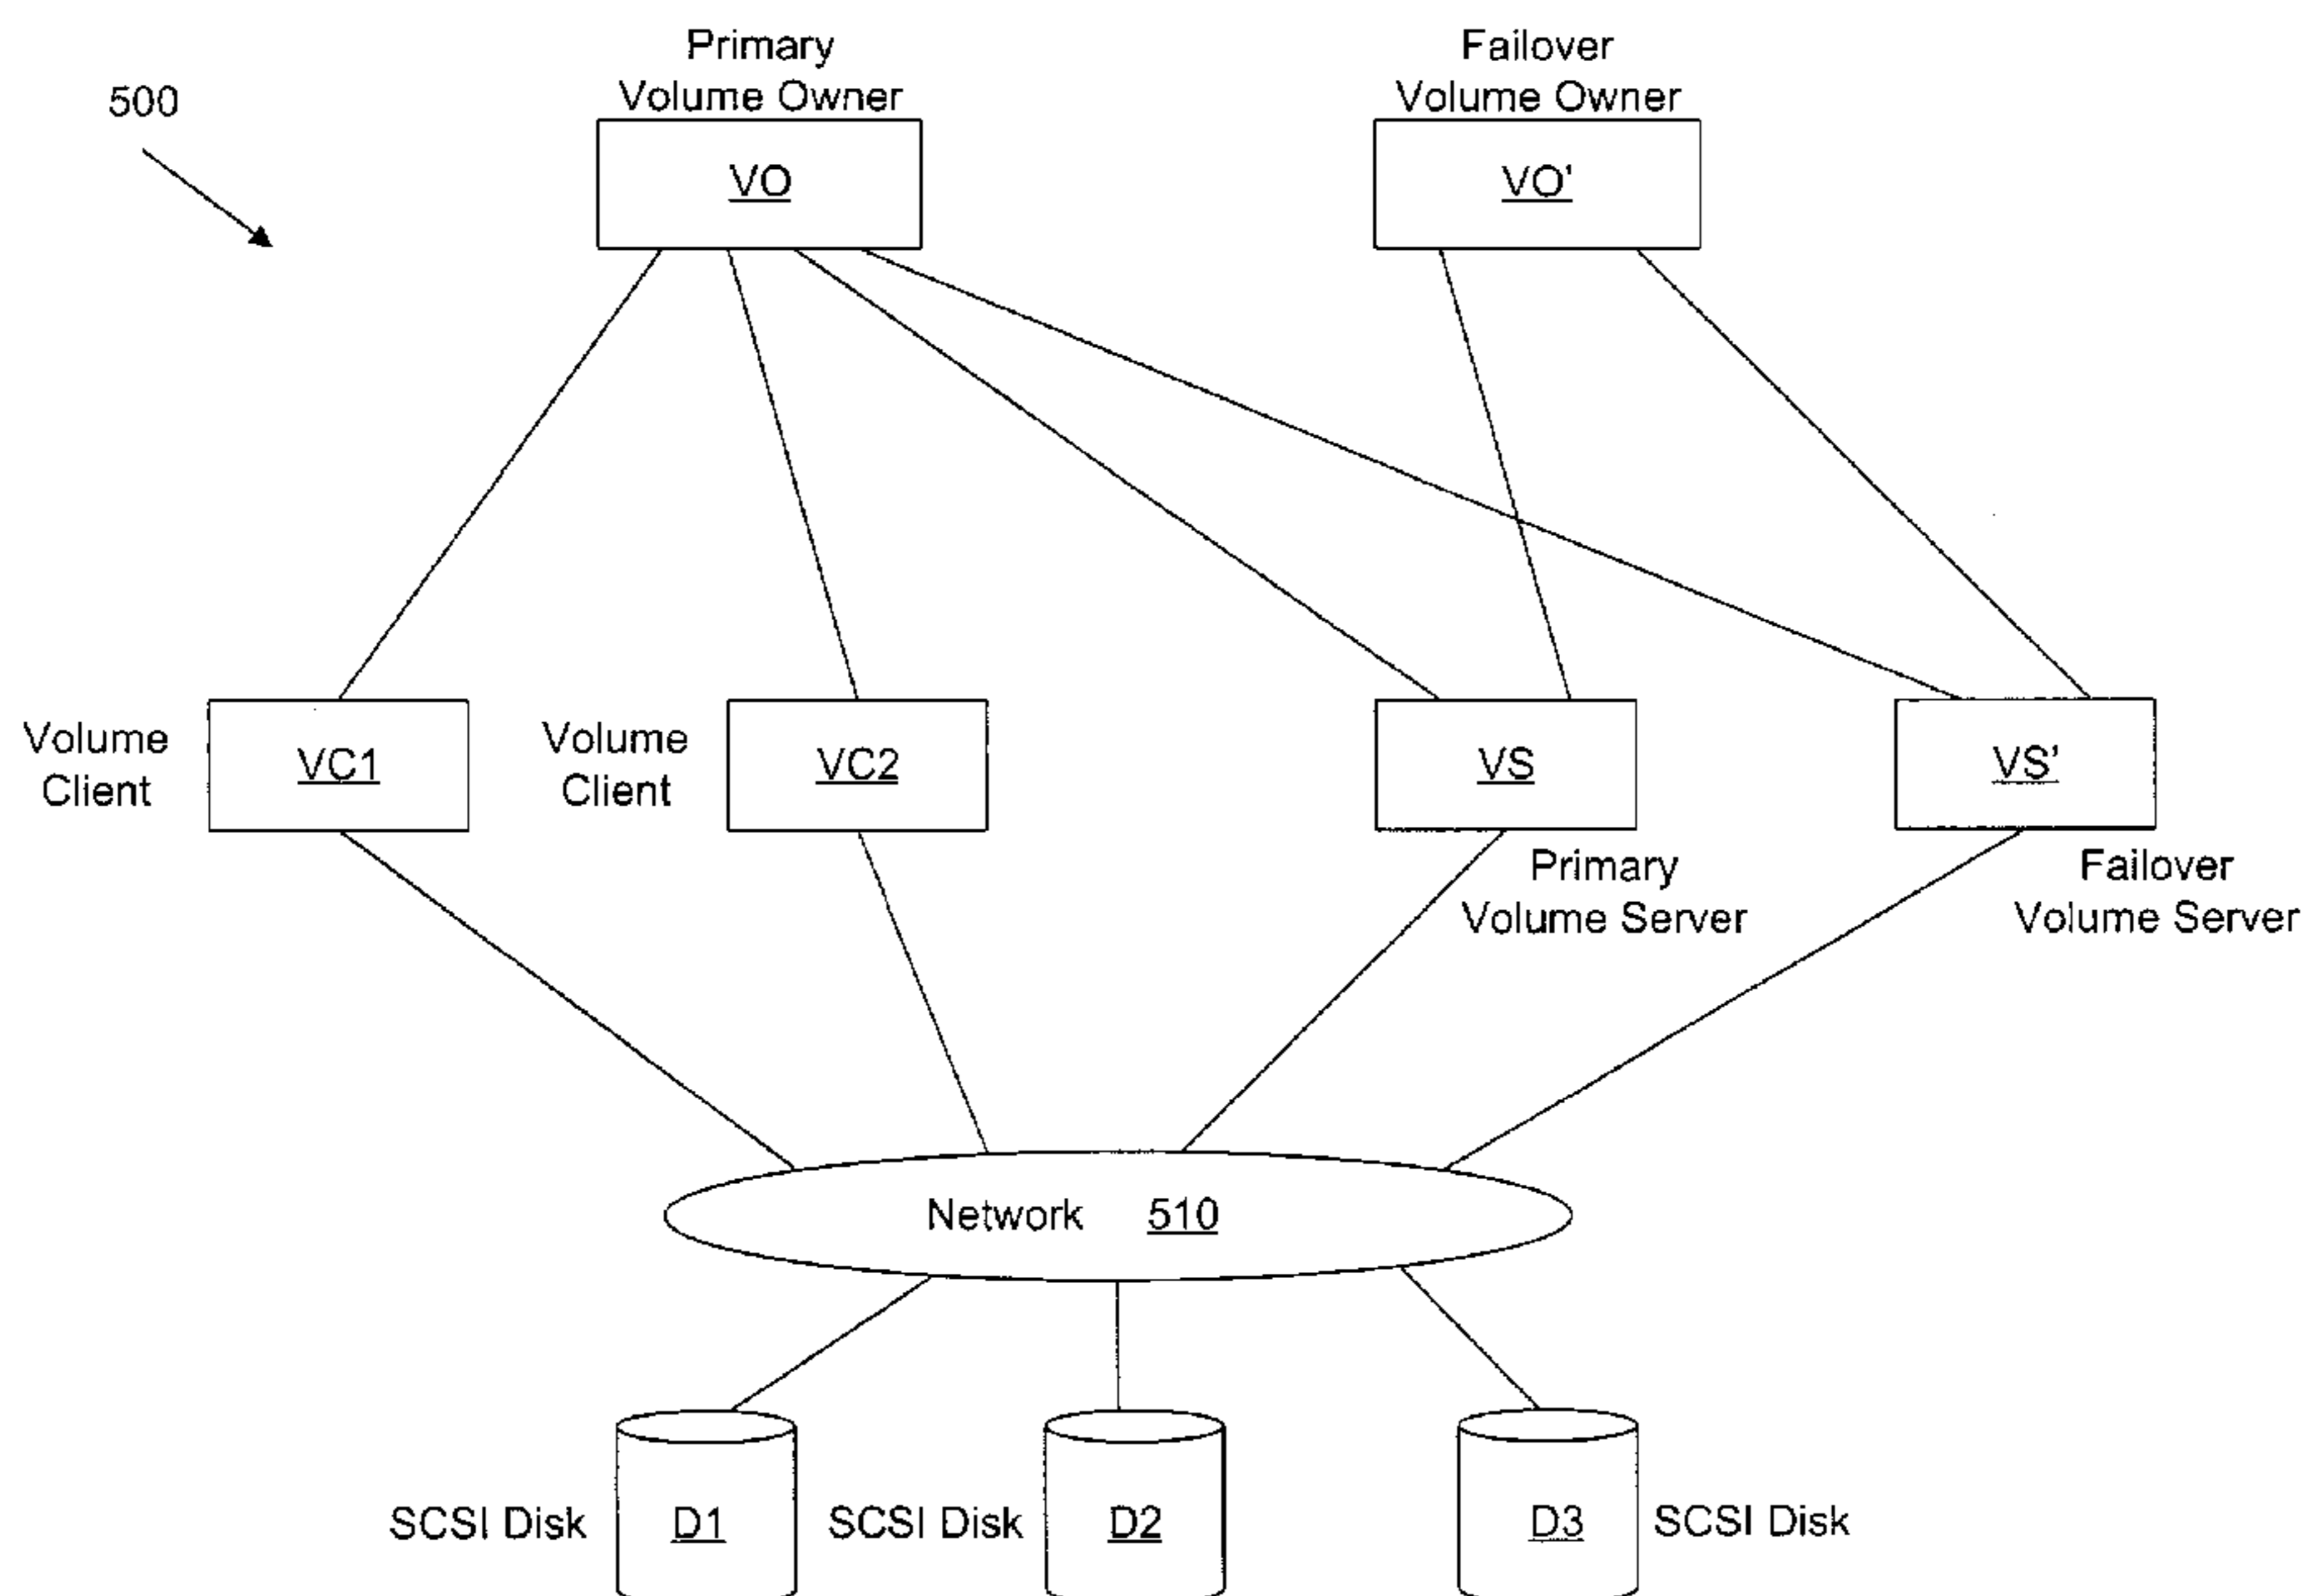 500
Primary
Volume Owner
Failover
Volume Owner
VO
VO'
Volume
Client
VC1
Volume
Client
VC2
VS
VS'
Primary
Volume Server
Failover
Volume Server
Network 510
SCSI Disk
D1
SCSI Disk
D2
D3
SCSI Disk